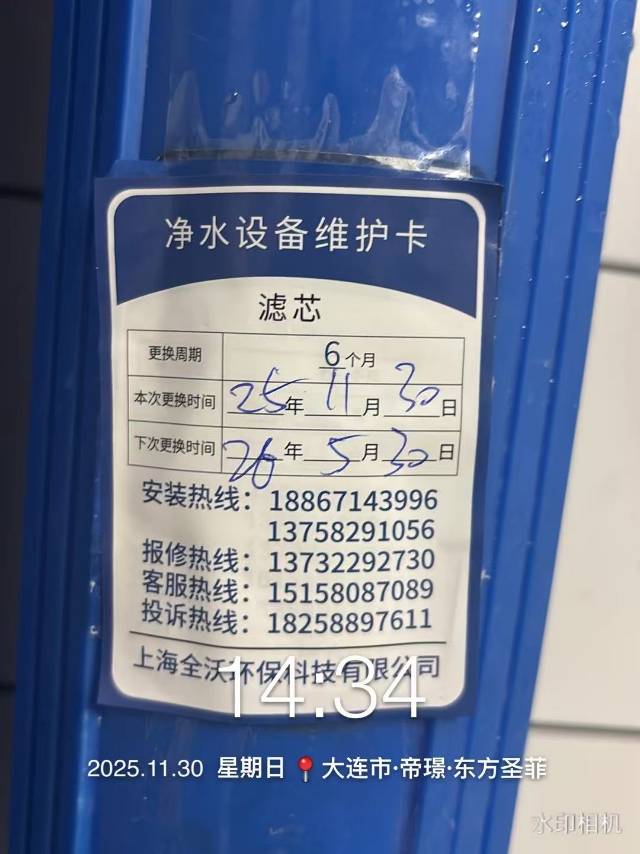 净水设备维护卡
滤芯
更换周期 6个月
本次更换时间 25年11月30日
下次更换时间 26年5月30日
安装热线：18867143996
13758291056
报修热线：13732292730
客服热线：15158087089
投诉热线：18258897611
上海全沃环保科技有限公司
14:34
2025.11.30 星期日 大连市·帝璟·东方圣菲
水印相机